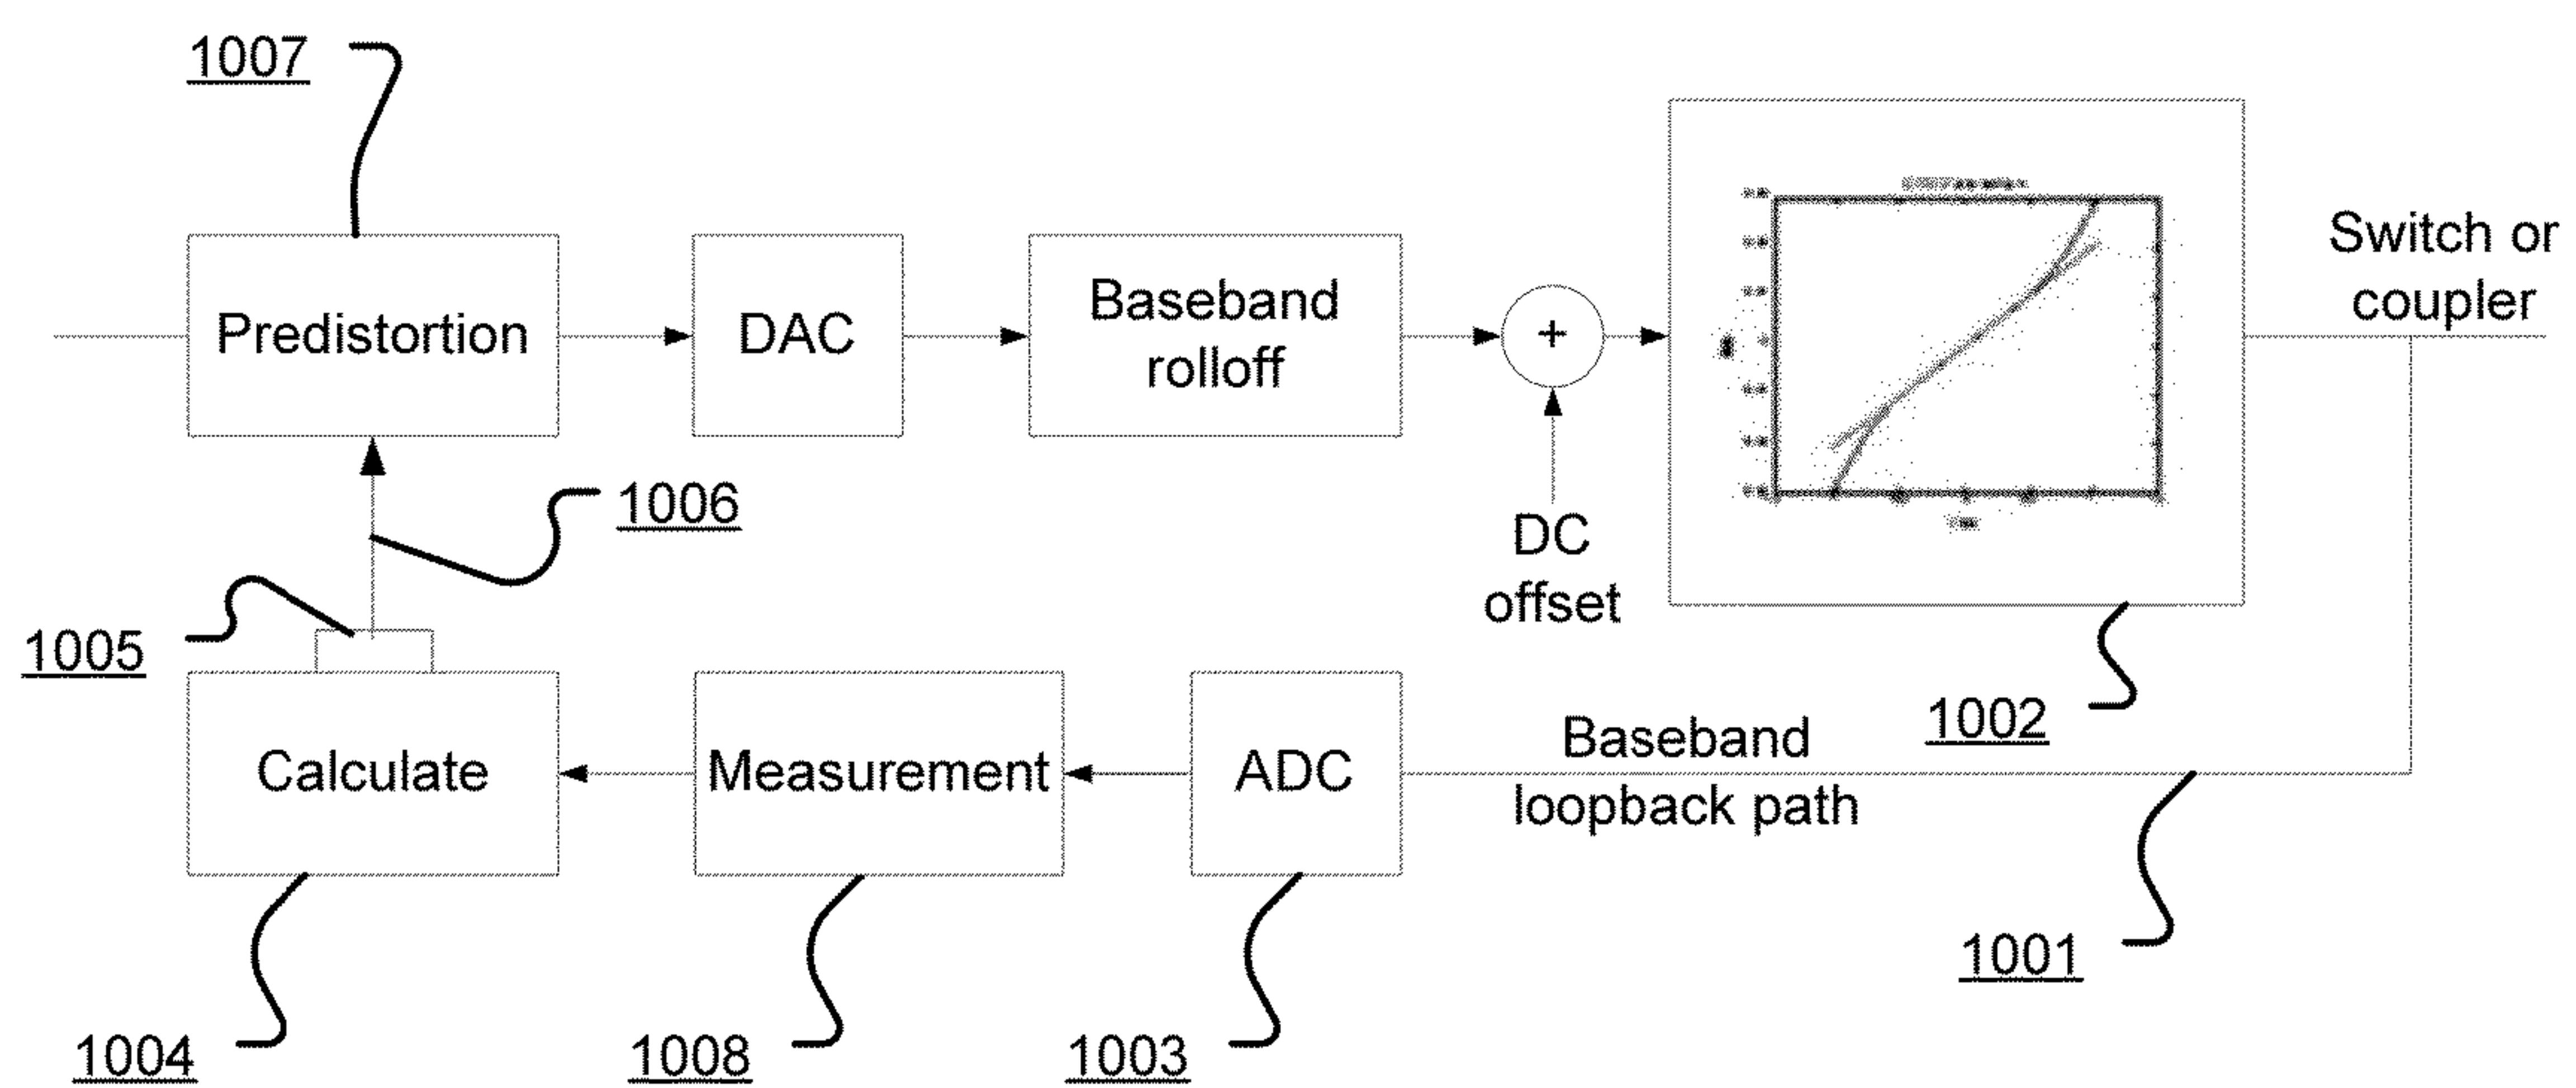 1007
Switch or
coupler
Predistortion
DAC
Baseband
rolloff
+
1006
DC
offset
1005
1002
Calculate
Measurement
ADC
Baseband
loopback path
1001
1004
1008
1003